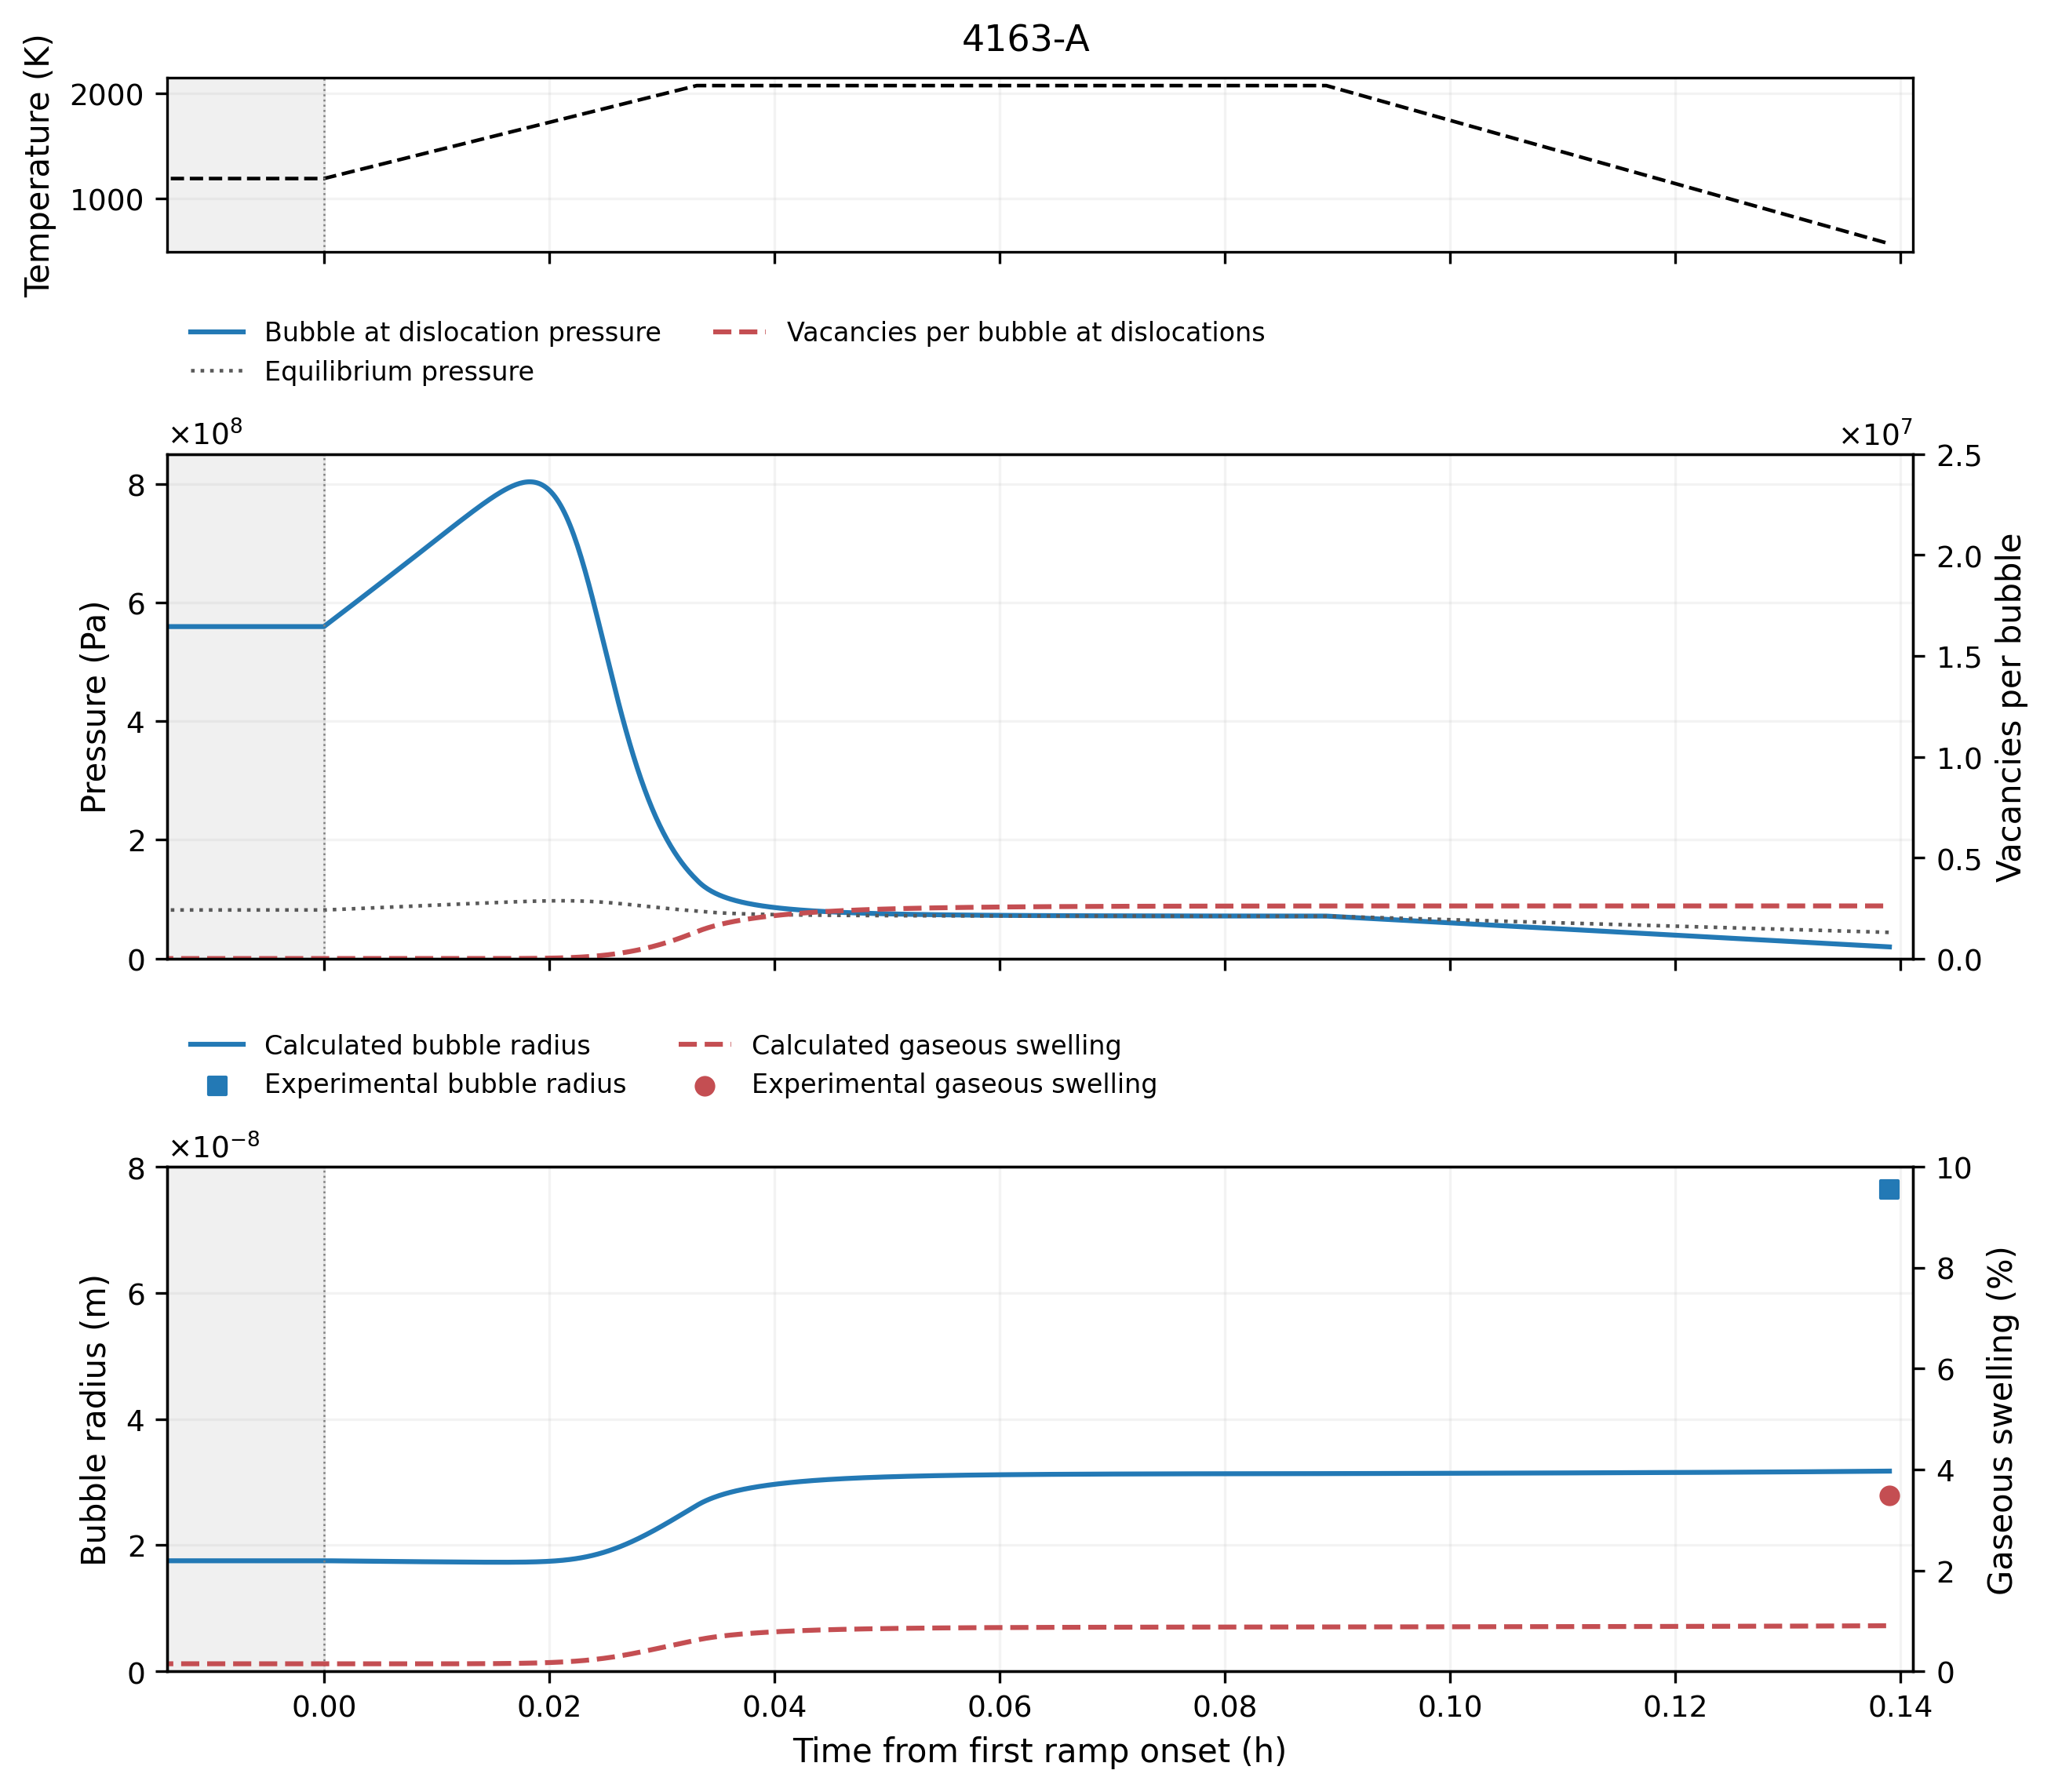 4163-A
Temperature (K)
2000
1000
Bubble at dislocation pressure
Equilibrium pressure
Vacancies per bubble at dislocations
×10⁸
×10⁷
Pressure (Pa)
8
6
4
2
0
2.5
2.0
1.5
1.0
0.5
0.0
Vacancies per bubble
Calculated bubble radius
Experimental bubble radius
Calculated gaseous swelling
Experimental gaseous swelling
×10⁻⁸
Bubble radius (m)
8
6
4
2
0
10
8
6
4
2
0
Gaseous swelling (%)
0.00 0.02 0.04 0.06 0.08 0.10 0.12 0.14
Time from first ramp onset (h)